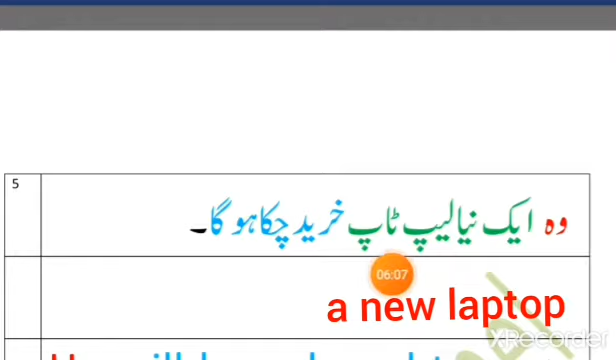 5
وہ ایک نیا لیپ ٹاپ خرید چکا ہو گا۔
06:07
a new laptop
XRecorder